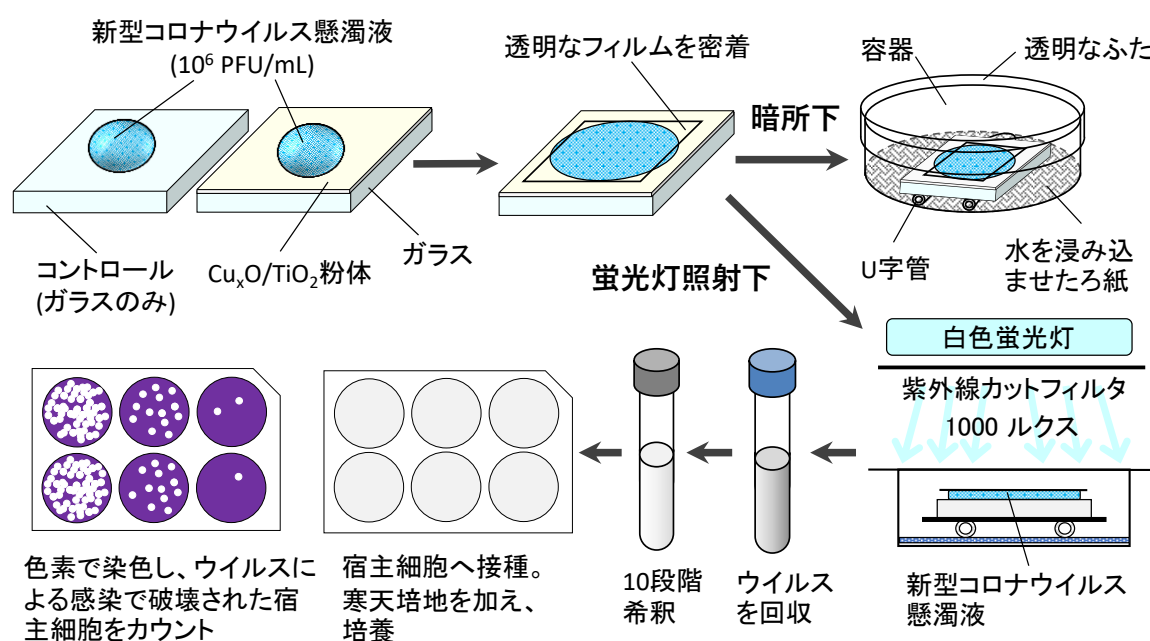 新型コロナウイルス懸濁液
(10⁶ PFU/mL)
透明なフィルムを密着
容器
透明なふた
暗所下
コントロール
(ガラスのみ)
CuₓO/TiO₂粉体
ガラス
蛍光灯照射下
U字管
水を浸み込
ませたろ紙
白色蛍光灯
紫外線カットフィルタ
1000 ルクス
新型コロナウイルス
懸濁液
ウイルス
を回収
10段階
希釈
宿主細胞へ接種。
寒天培地を加え、
培養
色素で染色し、ウイルスに
よる感染で破壊された宿
主細胞をカウント